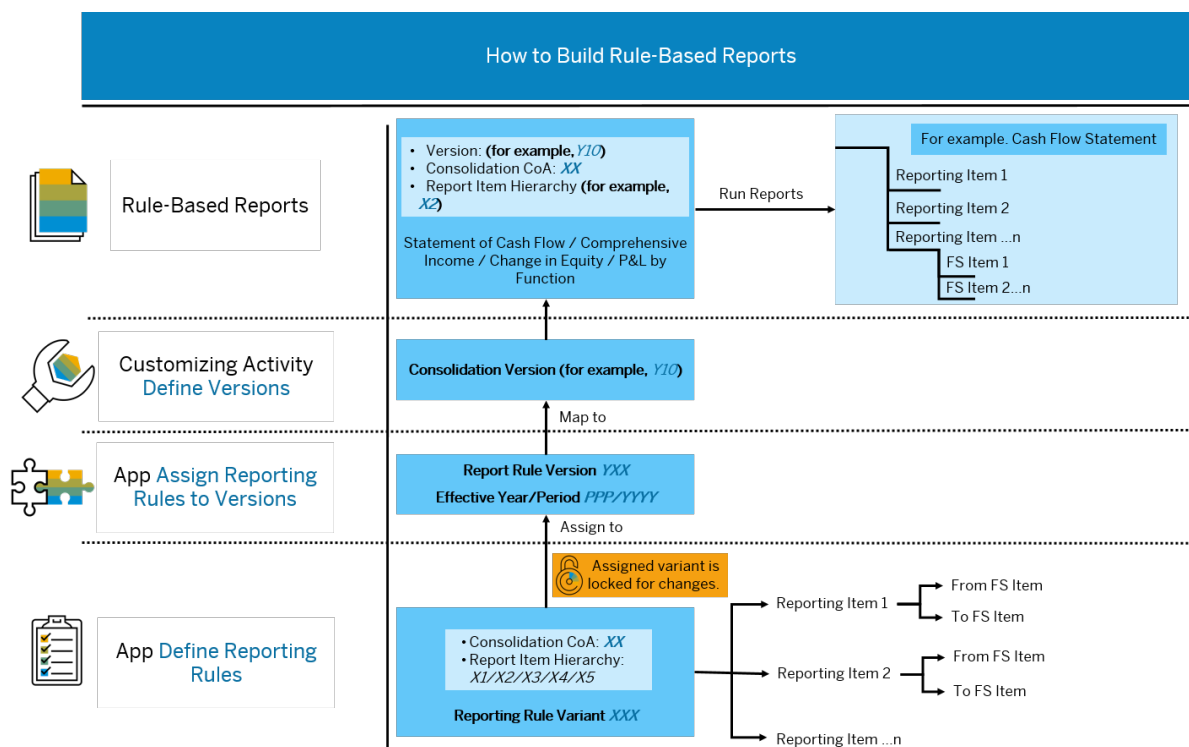 How to Build Rule-Based Reports
Rule-Based Reports
• Version: (for example, Y10)
• Consolidation CoA: XX
• Report Item Hierarchy (for example,
X2)
Statement of Cash Flow / Comprehensive
Income / Change in Equity / P&L by
Function
Run Reports
For example. Cash Flow Statement
Reporting Item 1
Reporting Item 2
Reporting Item ...n
FS Item 1
FS Item 2...n
Customizing Activity
Define Versions
Consolidation Version (for example, Y10)
Map to
App Assign Reporting
Rules to Versions
Report Rule Version YXX
Effective Year/Period PPP/YYYY
Assign to
Assigned variant is
locked for changes.
App Define Reporting
Rules
• Consolidation CoA: XX
• Report Item Hierarchy:
X1/X2/X3/X4/X5
Reporting Rule Variant XXX
Reporting Item 1
From FS Item
To FS Item
Reporting Item 2
From FS Item
To FS Item
Reporting Item ...n